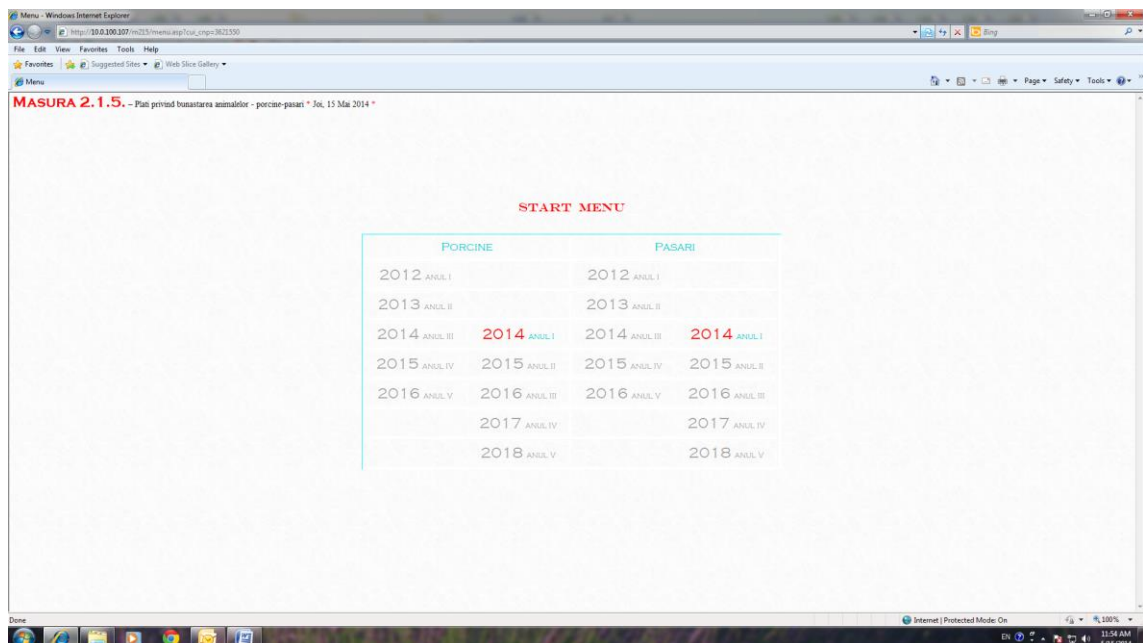 Menu - Windows Internet Explorer
http://10.0.100.107/m215/menu.asp?cui_cnp=3621550
Bing
File Edit View Favorites Tools Help
Favorites Suggested Sites Web Slice Gallery
Menu
Page Safety Tools
MASURA 2.1.5. – Plati privind bunastarea animalelor - porcine-pasari * Joi, 15 Mai 2014 *
START MENU
PORCINE PASARI
2012 ANUL I 2012 ANUL I
2013 ANUL II 2013 ANUL II
2014 ANUL III 2014 ANUL I 2014 ANUL III 2014 ANUL I
2015 ANUL IV 2015 ANUL II 2015 ANUL IV 2015 ANUL II
2016 ANUL V 2016 ANUL III 2016 ANUL V 2016 ANUL III
2017 ANUL IV 2017 ANUL IV
2018 ANUL V 2018 ANUL V
Done Internet | Protected Mode: On 100%
EN 11:54 AM